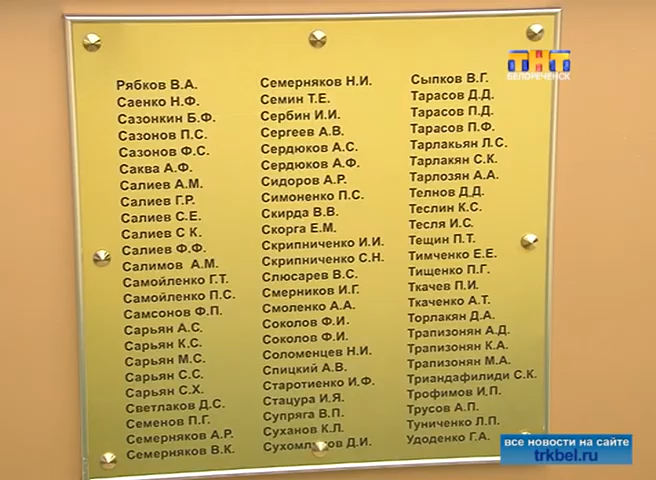 Рябков В.А.
Саенко Н.Ф.
Сазонкин Б.Ф.
Сазонов П.С.
Сазонов Ф.С.
Саква А.Ф.
Салиев А.М.
Салиев Г.Р.
Салиев С.Е.
Салиев С К.
Салиев Ф.Ф.
Салимов А.М.
Самойленко Г.Т.
Самойленко П.С.
Самсонов Ф.П.
Сарьян А.С.
Сарьян К.С.
Сарьян М.С.
Сарьян С.С.
Сарьян С.Х.
Светлаков Д.С.
Семенов П.Г.
Семерняков А.Р.
Семерняков В.К.
Семерняков Н.И.
Семин Т.Е.
Сербин И.И.
Сергеев А.В.
Сердюков А.С.
Сердюков А.Ф.
Сидоров А.Р.
Симоненко П.С.
Скирда В.В.
Скорга Е.М.
Скрипниченко И.И.
Скрипниченко С.Н.
Слюсарев В.С.
Смерников И.Г.
Смоленко А.А.
Соколов Ф.И.
Соколов Ф.И.
Соломенцев Н.И.
Спицкий А.В.
Старотиенко И.Ф.
Стацура И.Я.
Супряга В.П.
Суханов К.Л.
Д.И.
Сыпков В.Г.
Тарасов Д.Д.
Тарасов П.Д.
Тарасов П.Ф.
Тарлакьян Л.С.
Тарлакян С.К.
Тарлозян А.А.
Телнов Д.Д.
Теслин К.С.
Тесля И.С.
Тещин П.Т.
Тимченко Е.Е.
Тищенко П.Г.
Ткачев П.И.
Ткаченко А.Т.
Торлакян Д.А.
Трапизонян А.Д.
Трапизонян К.А.
Трапизонян М.А.
Триандафилиди С.К.
Трофимов И.П.
Трусов А.П.
Туниченко Л.П.
Удоденко Г.А.
ТНТ
БЕЛОРЕЧЕНСК
все новости на сайте
trkbel.ru